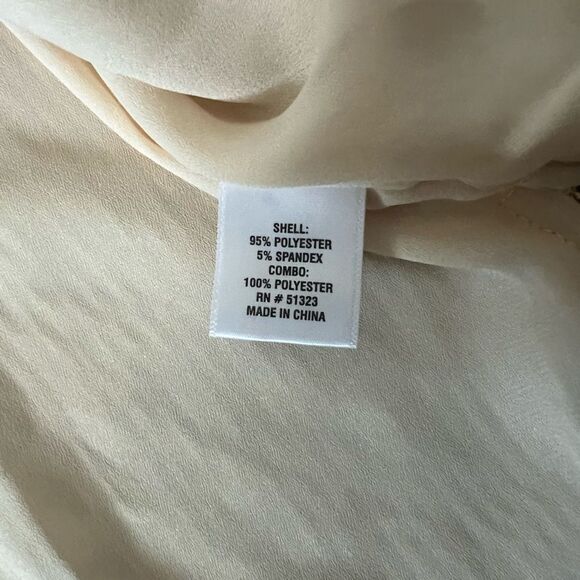 SHELL:
95% POLYESTER
5% SPANDEX
COMBO:
100% POLYESTER
RN # 51323
MADE IN CHINA